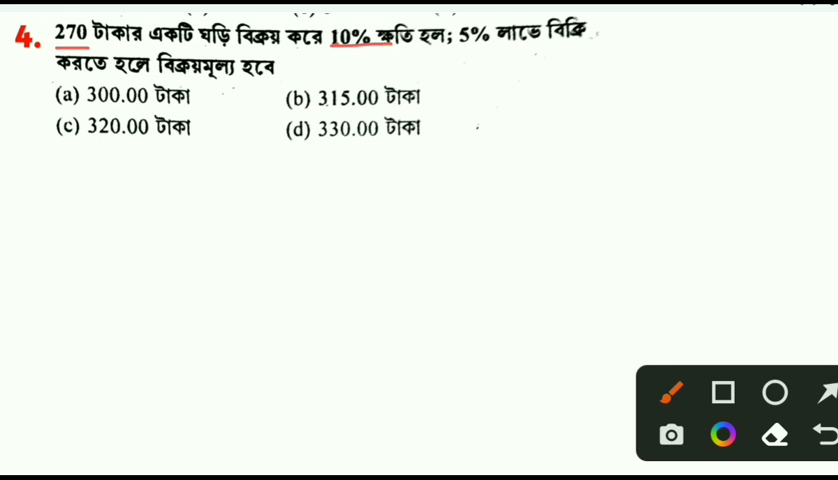 4. 270 টাকার একটি ঘড়ি বিক্রয় করে 10% ক্ষতি হল; 5% লাভে বিক্রি
করতে হলে বিক্রয়মূল্য হবে
(a) 300.00 টাকা (b) 315.00 টাকা
(c) 320.00 টাকা (d) 330.00 টাকা